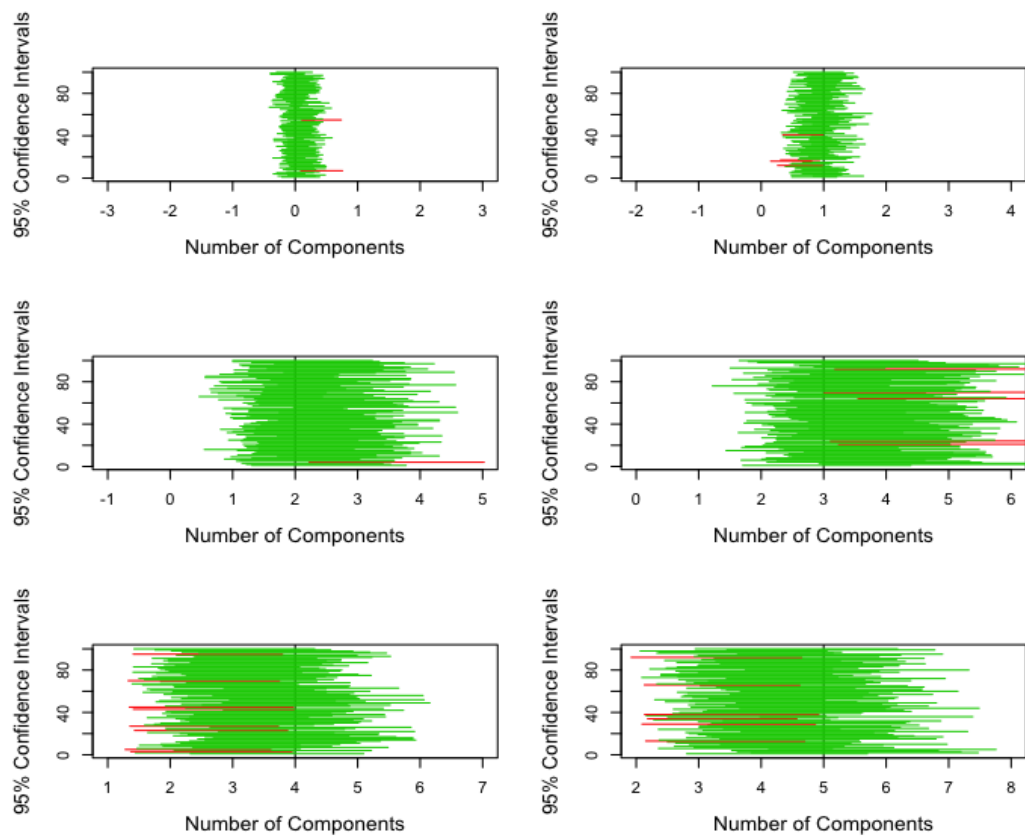 95% Confidence Intervals
0 40 80
-3 -2 -1 0 1 2 3
Number of Components
95% Confidence Intervals
0 40 80
-2 -1 0 1 2 3 4
Number of Components
95% Confidence Intervals
0 40 80
-1 0 1 2 3 4 5
Number of Components
95% Confidence Intervals
0 40 80
0 1 2 3 4 5 6
Number of Components
95% Confidence Intervals
0 40 80
1 2 3 4 5 6 7
Number of Components
95% Confidence Intervals
0 40 80
2 3 4 5 6 7 8
Number of Components